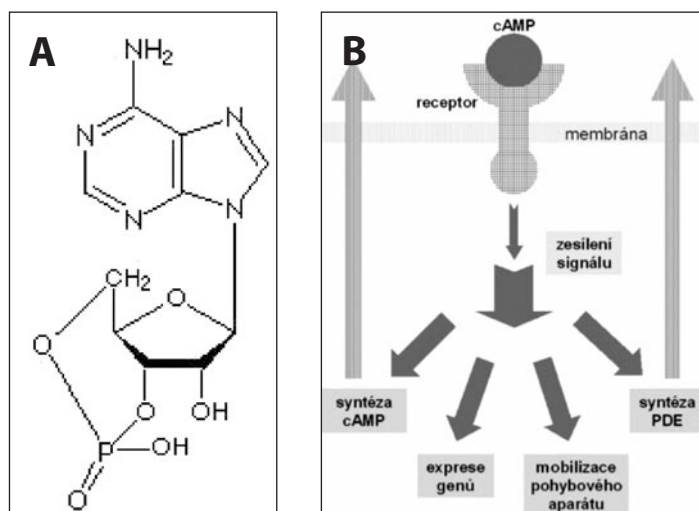 A
NH₂
N
N
N
N
CH₂
O
O
O
OH
P
OH
O
B
cAMP
receptor
membrána
zesílení
signálu
syntéza
cAMP
syntéza
PDE
exprese
genů
mobilizace
pohybového
aparátu